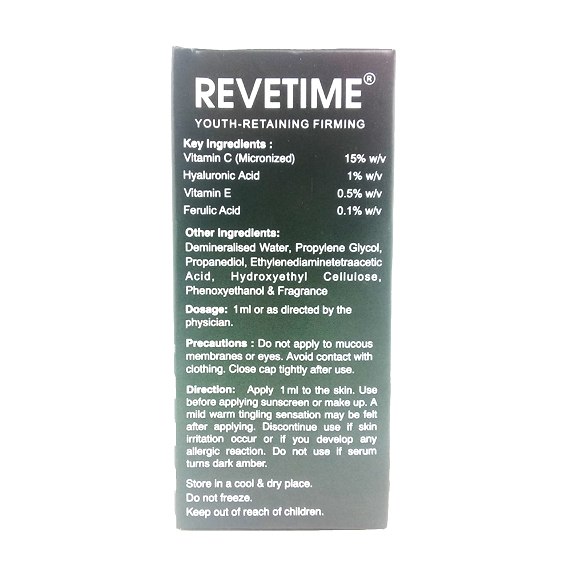 REVETIME®
YOUTH-RETAINING FIRMING
Key Ingredients :
Vitamin C (Micronized) 15% w/v
Hyaluronic Acid 1% w/v
Vitamin E 0.5% w/v
Ferulic Acid 0.1% w/v
Other Ingredients:
Demineralised Water, Propylene Glycol,
Propanediol, Ethylenediaminetetraacetic
Acid, Hydroxyethyl Cellulose,
Phenoxyethanol & Fragrance
Dosage: 1ml or as directed by the
physician.
Precautions : Do not apply to mucous
membranes or eyes. Avoid contact with
clothing. Close cap tightly after use.
Direction: Apply 1ml to the skin. Use
before applying sunscreen or make up. A
mild warm tingling sensation may be felt
after applying. Discontinue use if skin
irritation occur or if you develop any
allergic reaction. Do not use if serum
turns dark amber.
Store in a cool & dry place.
Do not freeze.
Keep out of reach of children.